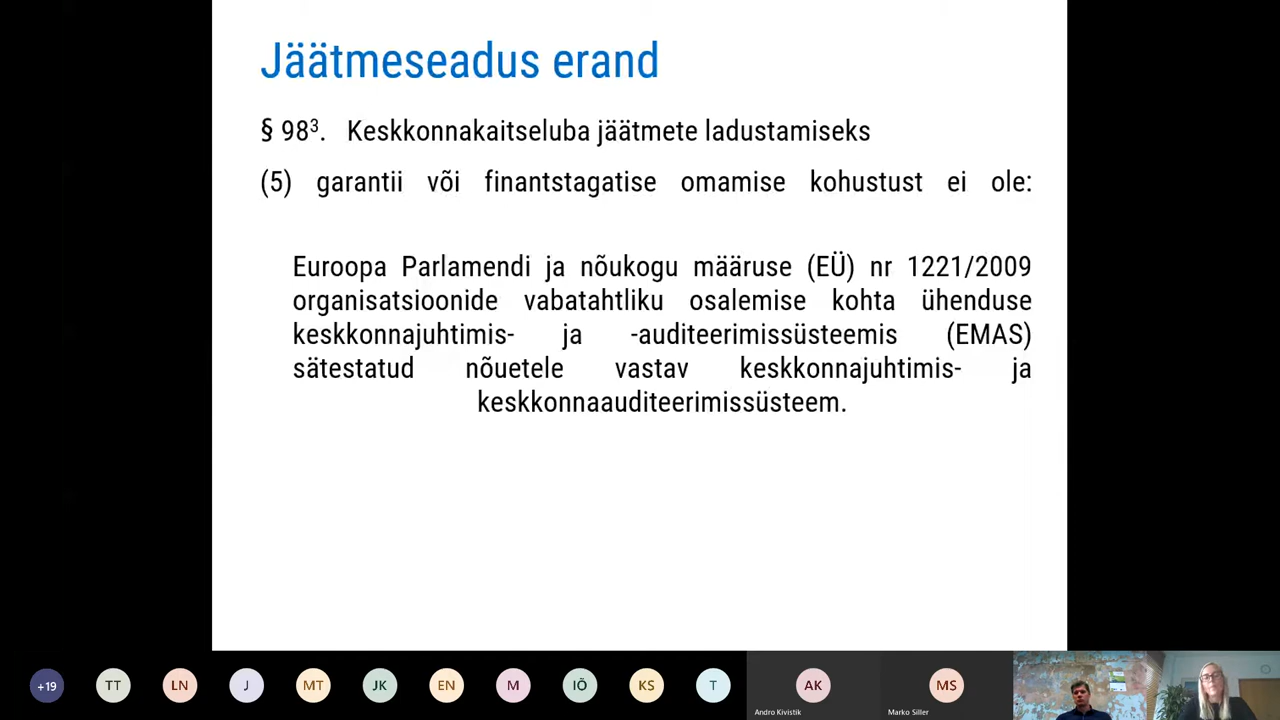 Jäätmeseadus erand
§ 98³. Keskkonnakaitseluba jäätmete ladustamiseks
(5) garantii või finantstagatise omamise kohustust ei ole:
Euroopa Parlamendi ja nõukogu määruse (EÜ) nr 1221/2009
organisatsioonide vabatahtliku osalemise kohta ühenduse
keskkonnajuhtimis- ja -auditeerimissüsteemis (EMAS)
sätestatud nõuetele vastav keskkonnajuhtimis- ja
keskkonnaauditeerimissüsteem.
+19 TT LN J MT JK EN M IÕ KS T AK MS
Andro Kivistik Marko Siller